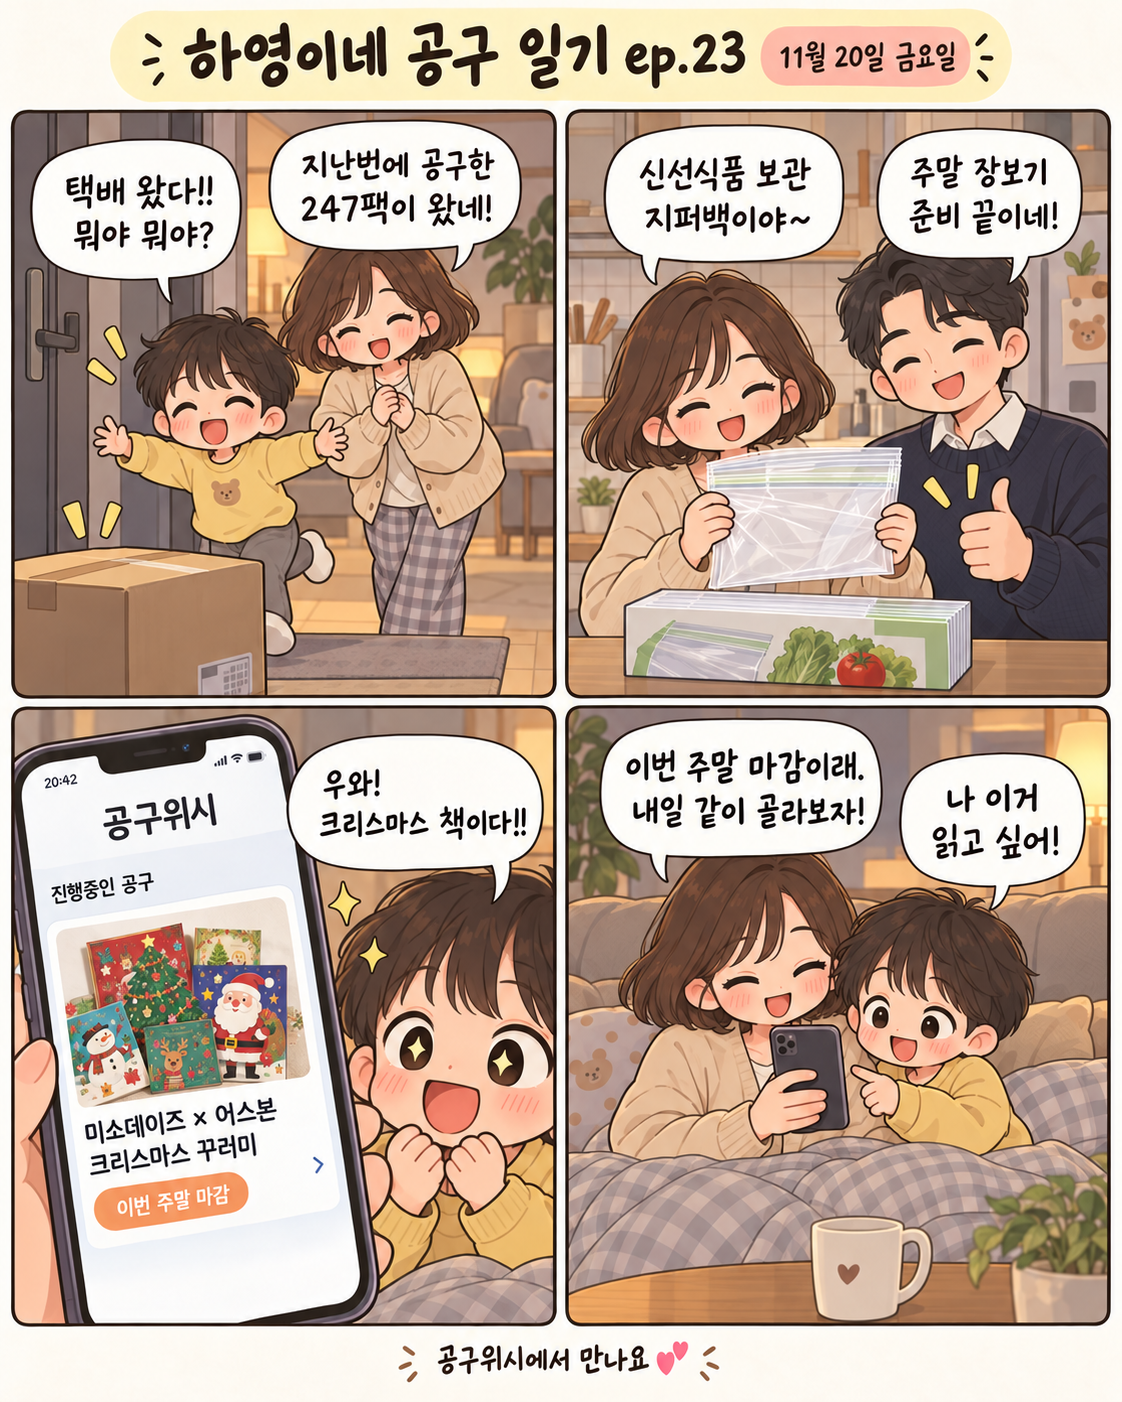 하영이네 공구 일기 ep.23
11월 20일 금요일
택배 왔다!!
뭐야 뭐야?
지난번에 공구한
247팩이 왔네!
신선식품 보관
지퍼백이야~
주말 장보기
준비 끝이네!
20:42
공구위시
진행중인 공구
미소데이즈 × 어스본
크리스마스 꾸러미
이번 주말 마감
우와!
크리스마스 책이다!!
이번 주말 마감이래.
내일 같이 골라보자!
나 이거
읽고 싶어!
공구위시에서 만나요